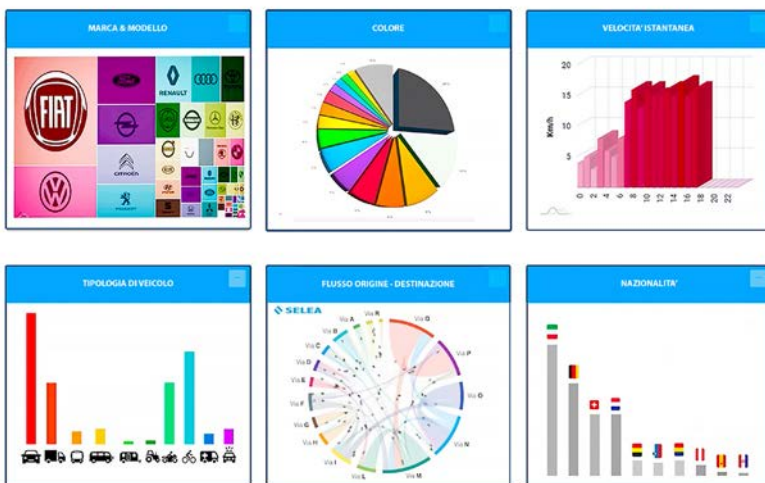 MARCA & MODELLO
COLORE
VELOCITA' ISTANTANEA
FIAT
RENAULT
CITROËN
PEUGEOT
20
15
10
5
Km/h
0 2 4 6 8 10 12 14 16 18 20 22
TIPOLOGIA DI VEICOLO
FLUSSO ORIGINE - DESTINAZIONE
NAZIONALITA'
SELEA
Via A
Via R
Via B
Via Q
Via C
Via P
Via D
Via E
Via O
Via F
Via G
Via N
Via H
Via I
Via L
Via M